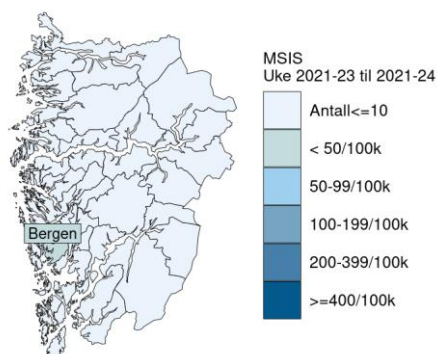 Bergen
MSIS
Uke 2021-23 til 2021-24
Antall<=10
< 50/100k
50-99/100k
100-199/100k
200-399/100k
>=400/100k